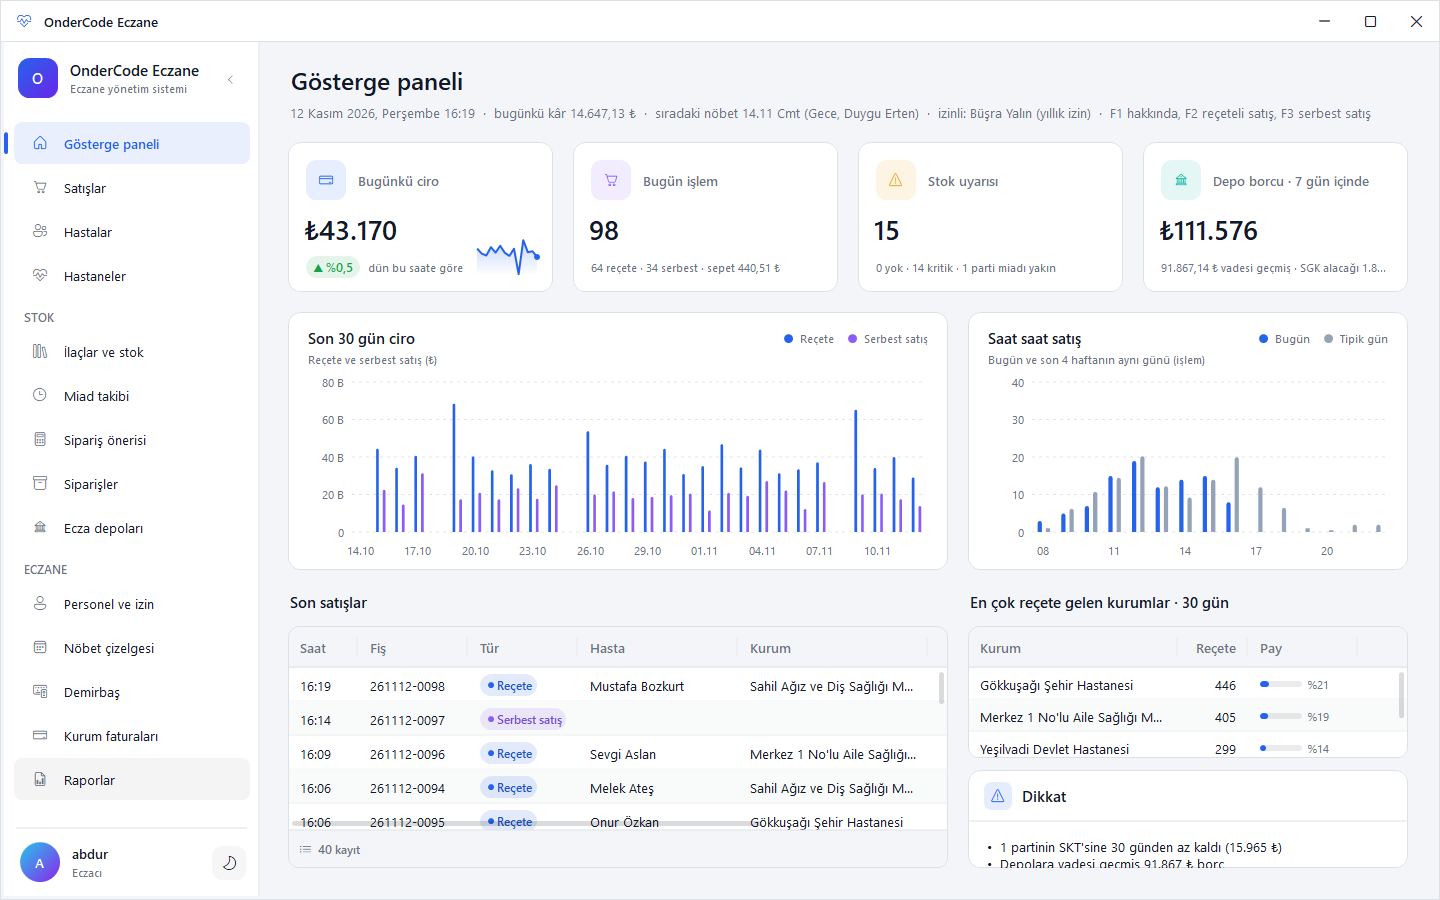 OnderCode Eczane
O
OnderCode Eczane
Eczane yönetim sistemi
Gösterge paneli
Satışlar
Hastalar
Hastaneler
STOK
İlaçlar ve stok
Miad takibi
Sipariş önerisi
Siparişler
Ecza depoları
ECZANE
Personel ve izin
Nöbet çizelgesi
Demirbaş
Kurum faturaları
Raporlar
A
abdur
Eczacı
Gösterge paneli
12 Kasım 2026, Perşembe 16:19 · bugünkü kâr 14.647,13 ₺ · sıradaki nöbet 14.11 Cmt (Gece, Duygu Erten) · izinli: Büşra Yalın (yıllık izin) · F1 hakkında, F2 reçeteli satış, F3 serbest satış
Bugünkü ciro
₺43.170
▲ %0,5 dün bu saate göre
Bugün işlem
98
64 reçete · 34 serbest · sepet 440,51 ₺
Stok uyarısı
15
0 yok · 14 kritik · 1 parti miadı yakın
Depo borcu · 7 gün içinde
₺111.576
91.867,14 ₺ vadesi geçmiş · SGK alacağı 1.8...
Son 30 gün ciro
Reçete ve serbest satış (₺)
Reçete Serbest satış
80 B
60 B
40 B
20 B
0
14.10 17.10 20.10 23.10 26.10 29.10 01.11 04.11 07.11 10.11
Saat saat satış
Bugün ve son 4 haftanın aynı günü (işlem)
Bugün Tipik gün
40
30
20
10
0
08 11 14 17 20
Son satışlar
Saat Fiş Tür Hasta Kurum
16:19 261112-0098 Reçete Mustafa Bozkurt Sahil Ağız ve Diş Sağlığı M...
16:14 261112-0097 Serbest satış
16:09 261112-0096 Reçete Sevgi Aslan Merkez 1 No'lu Aile Sağlığı...
16:06 261112-0094 Reçete Melek Ateş Sahil Ağız ve Diş Sağlığı M...
16:06 261112-0095 Reçete Onur Özkan Gökkuşağı Şehir Hastanesi
40 kayıt
En çok reçete gelen kurumlar · 30 gün
Kurum Reçete Pay
Gökkuşağı Şehir Hastanesi 446 %21
Merkez 1 No'lu Aile Sağlığı M... 405 %19
Yeşilvadi Devlet Hastanesi 299 %14
Dikkat
• 1 partinin SKT'sine 30 günden az kaldı (15.965 ₺)
• Depolara vadesi geçmiş 91.867 ₺ borç